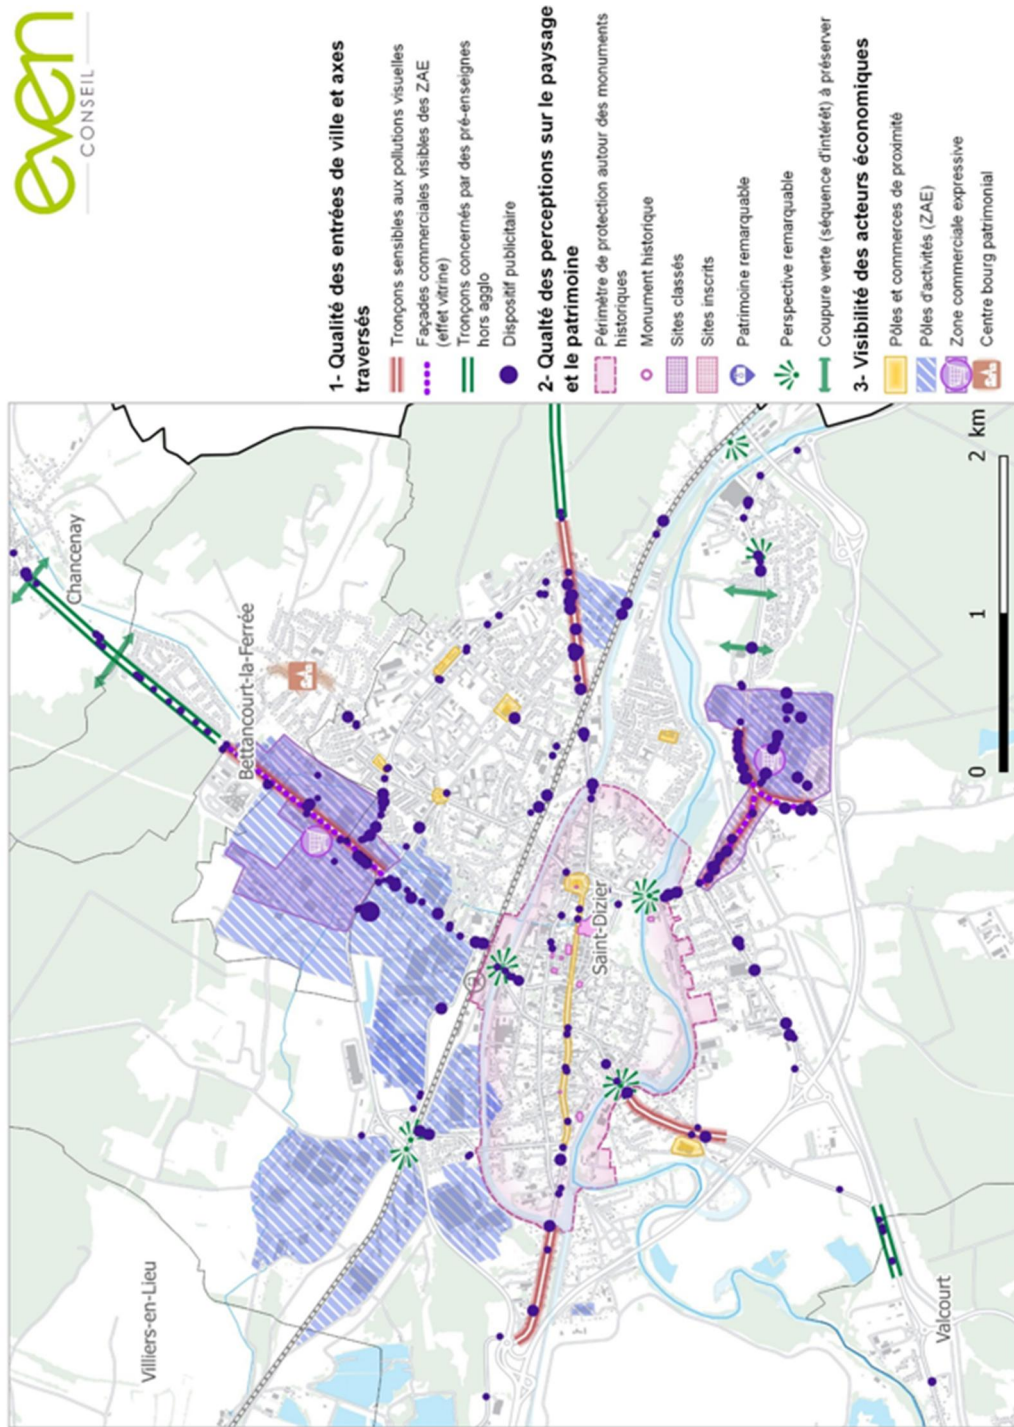 even
CONSEIL
1- Qualité des entrées de ville et axes
traversés
Tronçons sensibles aux pollutions visuelles
Façades commerciales visibles des ZAE
(effet vitrine)
Tronçons concernés par des pré-enseignes
hors agglo
Dispositif publicitaire
2- Qualté des perceptions sur le paysage
et le patrimoine
Périmètre de protection autour des monuments
historiques
Monument historique
Sites classés
Sites inscrits
Patrimoine remarquable
Perspective remarquable
Coupure verte (séquence d'intérêt) à préserver
3- Visibilité des acteurs économiques
Pôles et commerces de proximité
Pôles d'activités (ZAE)
Zone commerciale expressive
Centre bourg patrimonial
Chancenay
Bettancourt-la-Ferrée
Villiers-en-Lieu
Saint-Dizier
Valcourt
0 1 2 km